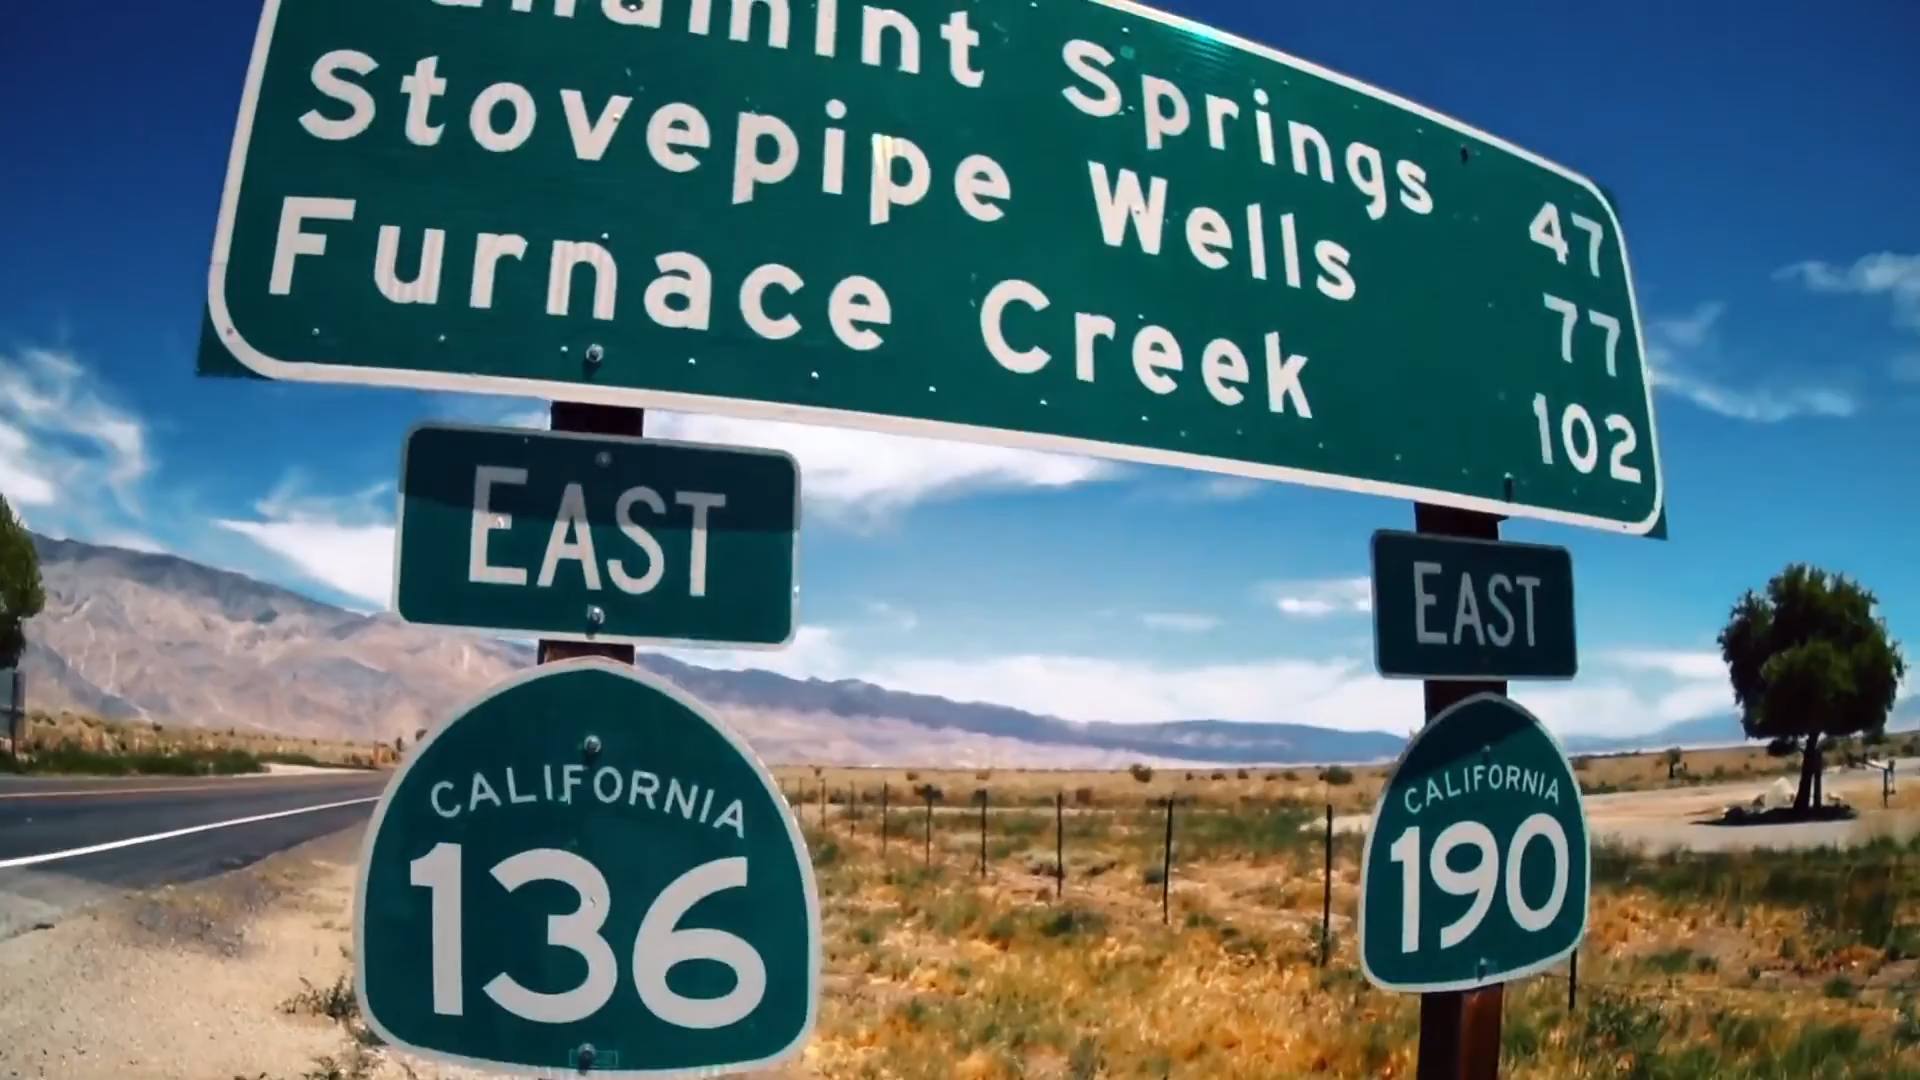 Springs 47
Stovepipe Wells 77
Furnace Creek 102
EAST
CALIFORNIA
136
EAST
CALIFORNIA
190